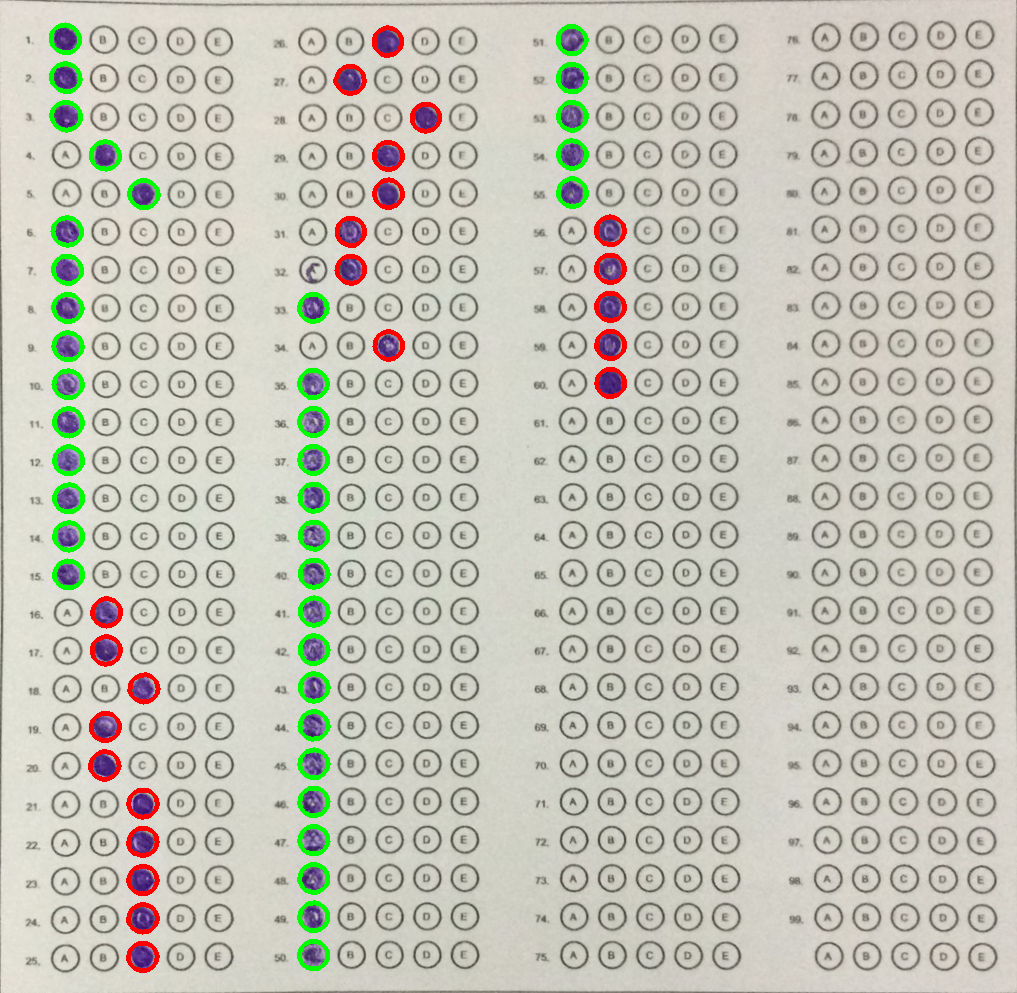 1. B C D E
2. B C D E
3. B C D E
4. A C D E
5. A B D E
6. B C D E
7. B C D E
8. B C D E
9. B C D E
10. B C D E
11. B C D E
12. B C D E
13. B C D E
14. B C D E
15. B C D E
16. A C D E
17. A C D E
18. A B D E
19. A C D E
20. A C D E
21. A B D E
22. A B D E
23. A B D E
24. A B D E
25. A B D E
26. A B D E
27. A C D E
28. A B C E
29. A B D E
30. A B D E
31. A C D E
32. C D E
33. B C D E
34. A B D E
35. B C D E
36. B C D E
37. B C D E
38. B C D E
39. B C D E
40. B C D E
41. B C D E
42. B C D E
43. B C D E
44. B C D E
45. B C D E
46. B C D E
47. B C D E
48. B C D E
49. B C D E
50. B C D E
51. B C D E
52. B C D E
53. B C D E
54. B C D E
55. B C D E
56. A C D E
57. A C D E
58. A C D E
59. A C D E
60. A C D E
61. A B C D E
62. A B C D E
63. A B C D E
64. A B C D E
65. A B C D E
66. A B C D E
67. A B C D E
68. A B C D E
69. A B C D E
70. A B C D E
71. A B C D E
72. A B C D E
73. A B C D E
74. A B C D E
75. A B C D E
76. A B C D E
77. A B C D E
78. A B C D E
79. B C D E
80. A B C D E
81. A B C D E
82. A B C D E
83. A B C D E
84. A B C D E
85. A B C D E
86. A B C D E
87. A B C D E
88. A B C D E
89. A B C D E
90. A B C D E
91. A B C D E
92. A B C D E
93. A B C D E
94. A B C D E
95. A B C D E
96. A B C D E
97. A B C D E
98. A B C D E
99. A B C D E
A B C D E